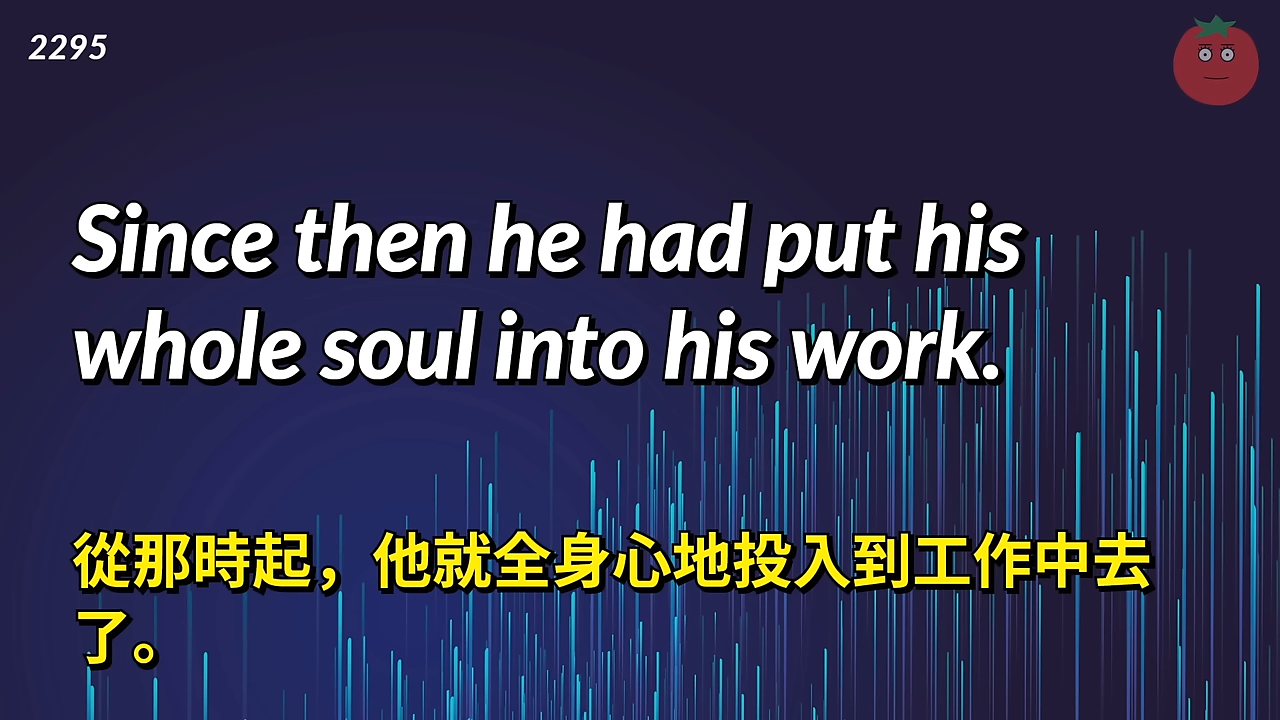 2295
Since then he had put his
whole soul into his work.
從那時起，他就全身心地投入到工作中去
了。